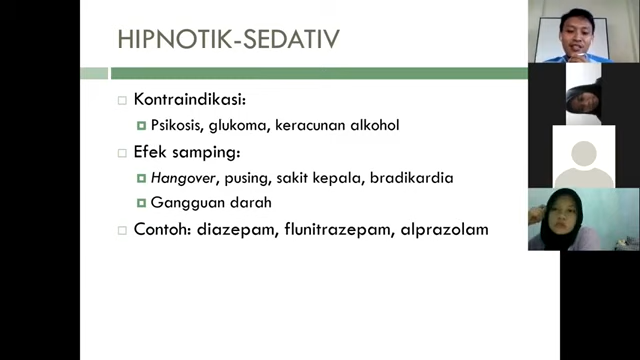 HIPNOTIK-SEDATIV
Kontraindikasi:
Psikosis, glukoma, keracunan alkohol
Efek samping:
Hangover, pusing, sakit kepala, bradikardia
Gangguan darah
Contoh: diazepam, flunitrazepam, alprazolam